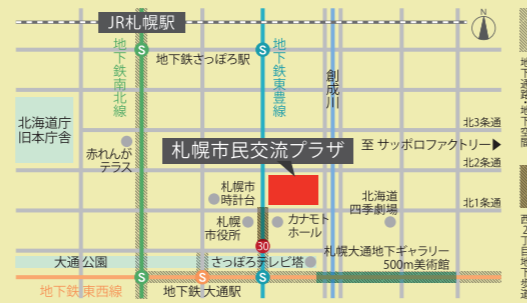 JR札幌駅
N
S
地下鉄さっぽろ駅
S
地下鉄南北線
地下鉄東豊線
創成川
北海道庁
旧本庁舎
赤れんが
テラス
北3条通
札幌市民交流プラザ
至 サッポロファクトリー▶
北2条通
札幌市
時計台
北海道
四季劇場
北1条通
札幌
市役所
カナモト
ホール
30
大通公園
さっぽろテレビ塔
札幌大通地下ギャラリー
500m美術館
S
S
S
地下鉄東西線
地下鉄大通駅